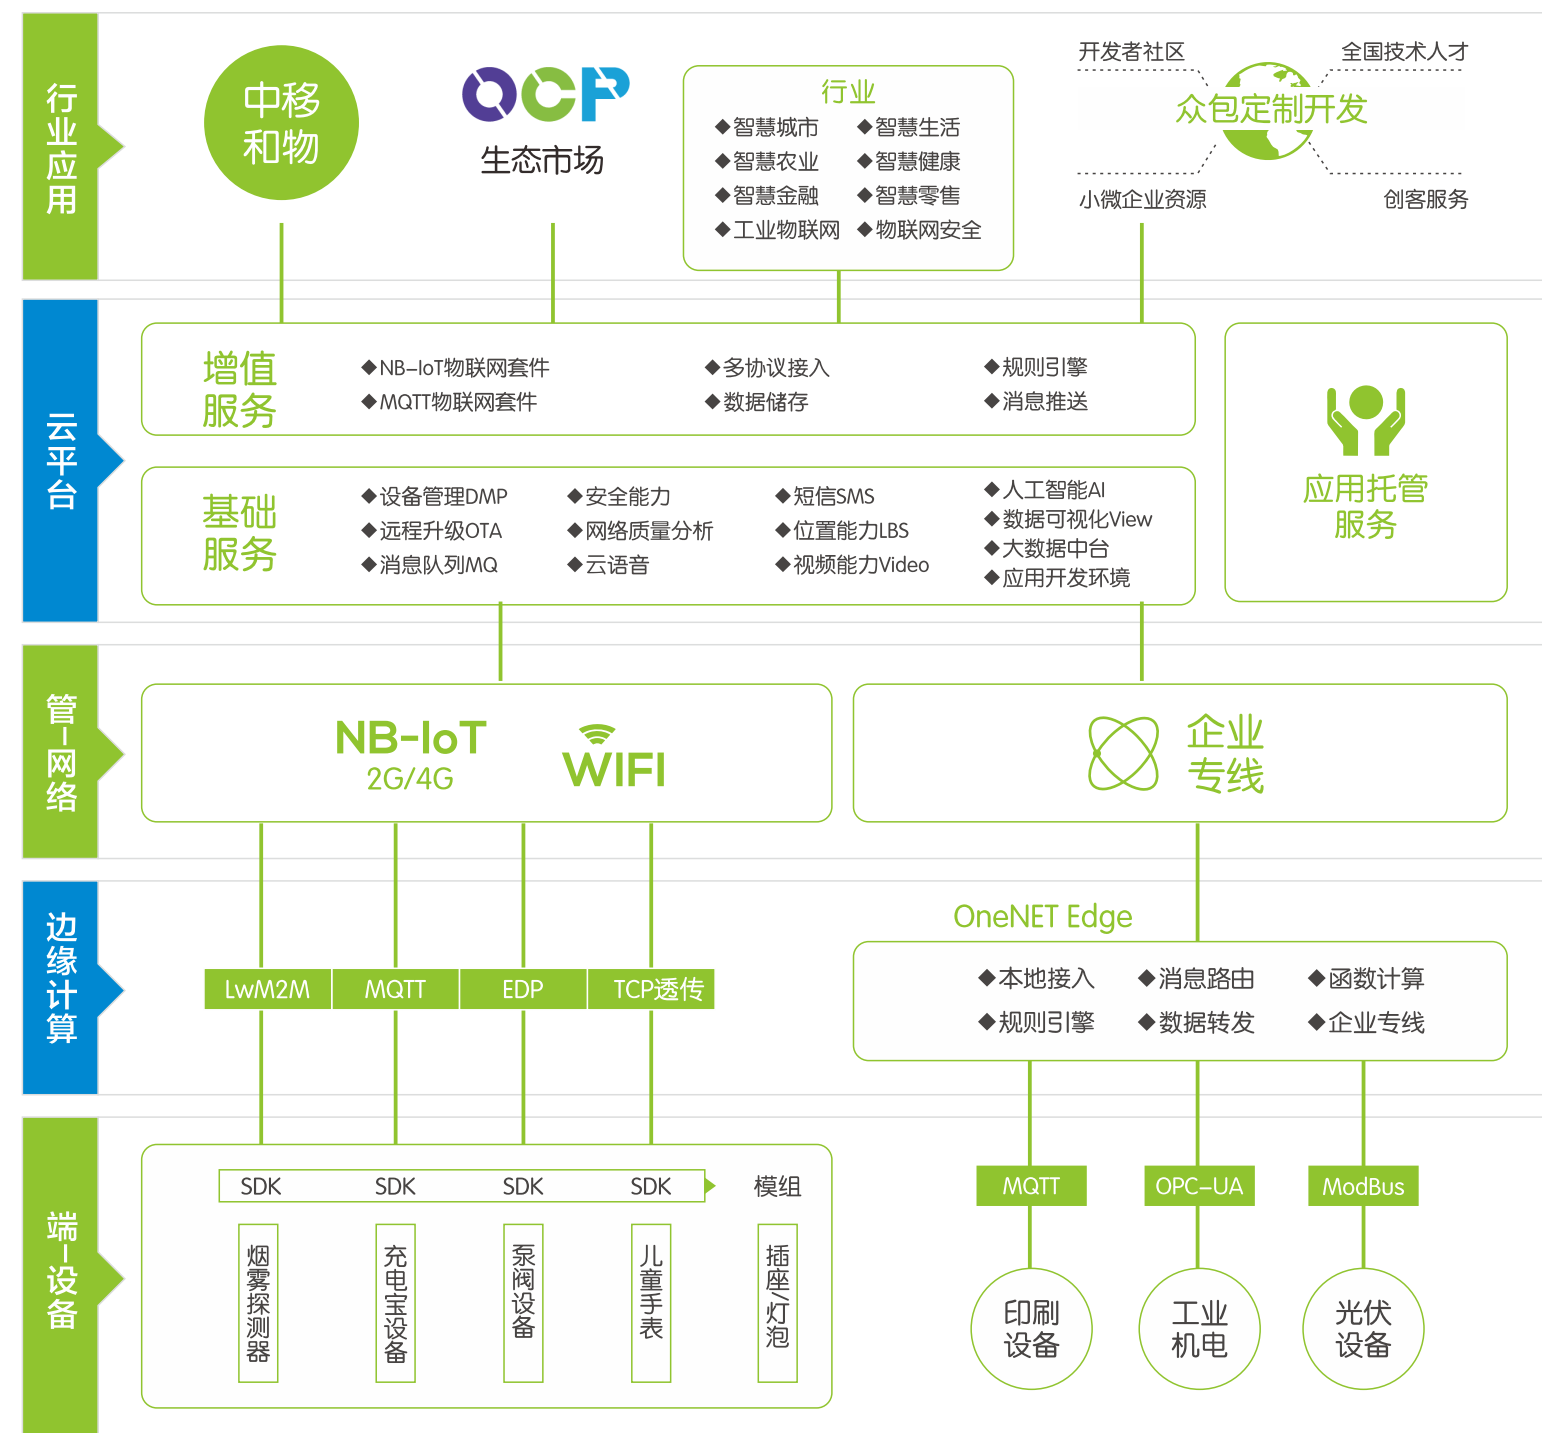 行业应用
中移
和物
OCP
生态市场
行业
◆智慧城市 ◆智慧生活
◆智慧农业 ◆智慧健康
◆智慧金融 ◆智慧零售
◆工业物联网 ◆物联网安全
开发者社区 全国技术人才
众包定制开发
小微企业资源 创客服务
云平台
增值
服务
◆NB-IoT物联网套件 ◆多协议接入 ◆规则引擎
◆MQTT物联网套件 ◆数据储存 ◆消息推送
基础
服务
◆设备管理DMP ◆安全能力 ◆短信SMS
◆远程升级OTA ◆网络质量分析 ◆位置能力LBS
◆消息队列MQ ◆云语音 ◆视频能力Video
◆人工智能AI
◆数据可视化View
◆大数据中台
◆应用开发环境
应用托管
服务
管-网络
NB-IoT
2G/4G
WIFI
企业
专线
边缘计算
LwM2M MQTT EDP TCP透传
OneNET Edge
◆本地接入 ◆消息路由 ◆函数计算
◆规则引擎 ◆数据转发 ◆企业专线
端-设备
SDK SDK SDK SDK 模组
烟雾探测器
充电宝设备
泵阀设备
儿童手表
插座/灯泡
MQTT OPC-UA ModBus
印刷
设备
工业
机电
光伏
设备